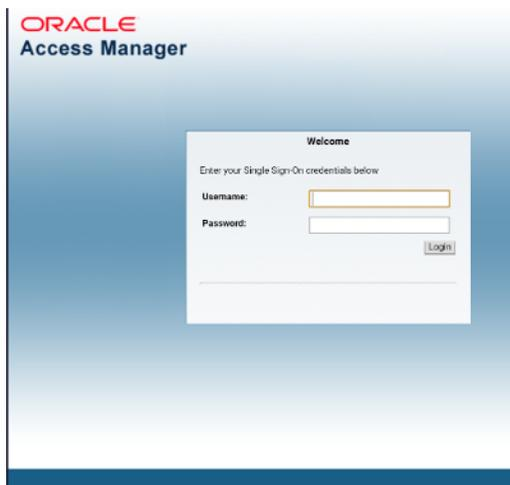 ORACLE
Access Manager
Welcome
Enter your Single Sign-On credentials below
Username:
Password:
Login